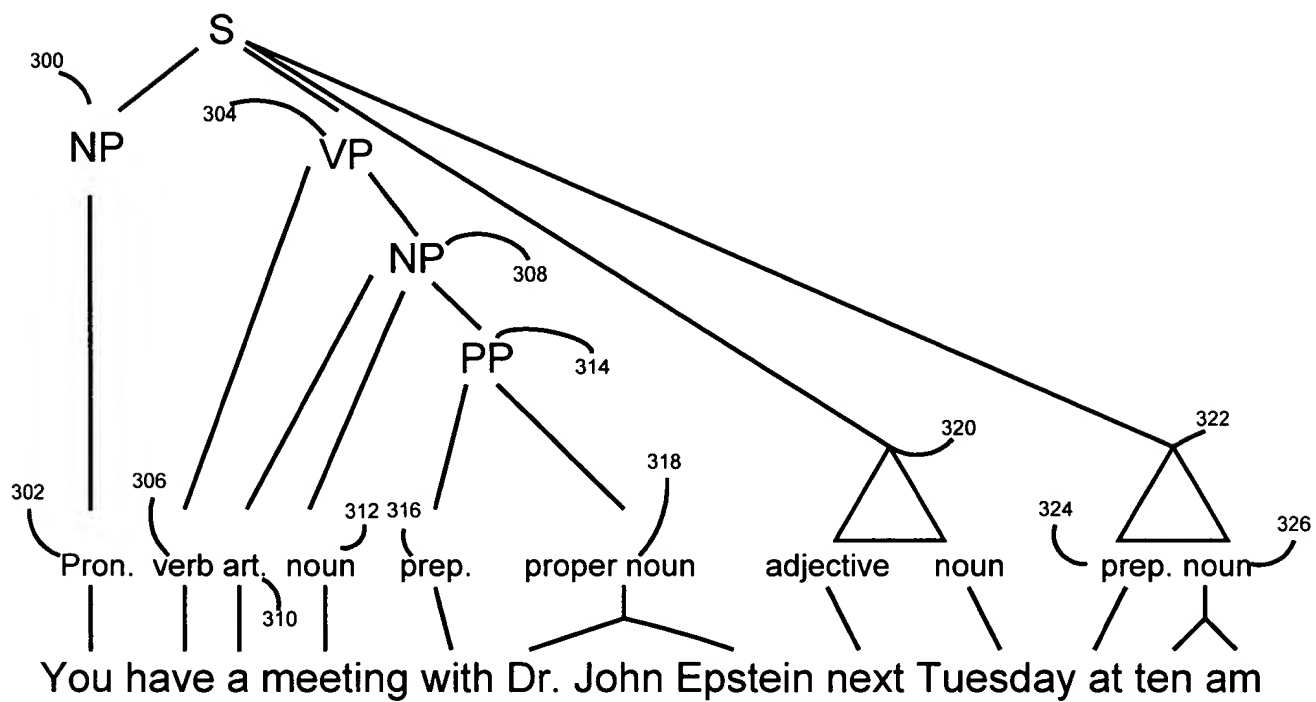 S
300
304
NP
VP
NP
308
PP
314
320
322
318
306
302
312
316
324
326
Pron. verb art. noun prep. proper noun adjective noun prep. noun
310
You have a meeting with Dr. John Epstein next Tuesday at ten am